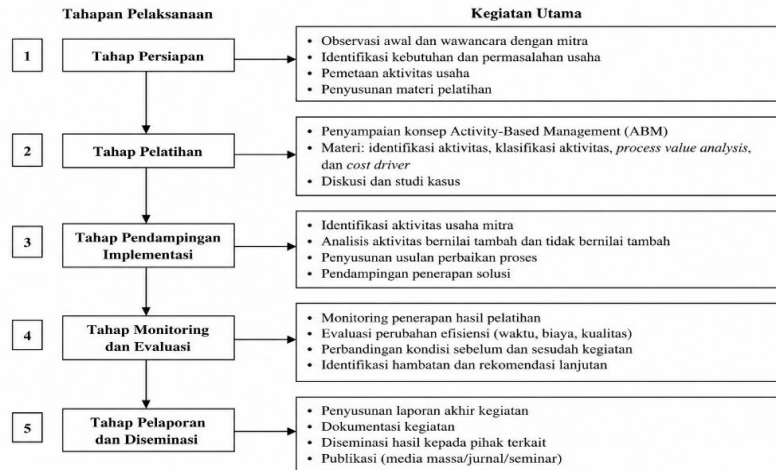 Tahapan Pelaksanaan
Kegiatan Utama
1
Tahap Persiapan
• Observasi awal dan wawancara dengan mitra
• Identifikasi kebutuhan dan permasalahan usaha
• Pemetaan aktivitas usaha
• Penyusunan materi pelatihan
2
Tahap Pelatihan
• Penyampaian konsep Activity-Based Management (ABM)
• Materi: identifikasi aktivitas, klasifikasi aktivitas, process value analysis,
dan cost driver
• Diskusi dan studi kasus
3
Tahap Pendampingan
Implementasi
• Identifikasi aktivitas usaha mitra
• Analisis aktivitas bernilai tambah dan tidak bernilai tambah
• Penyusunan usulan perbaikan proses
• Pendampingan penerapan solusi
4
Tahap Monitoring
dan Evaluasi
• Monitoring penerapan hasil pelatihan
• Evaluasi perubahan efisiensi (waktu, biaya, kualitas)
• Perbandingan kondisi sebelum dan sesudah kegiatan
• Identifikasi hambatan dan rekomendasi lanjutan
5
Tahap Pelaporan
dan Diseminasi
• Penyusunan laporan akhir kegiatan
• Dokumentasi kegiatan
• Diseminasi hasil kepada pihak terkait
• Publikasi (media massa/jurnal/seminar)